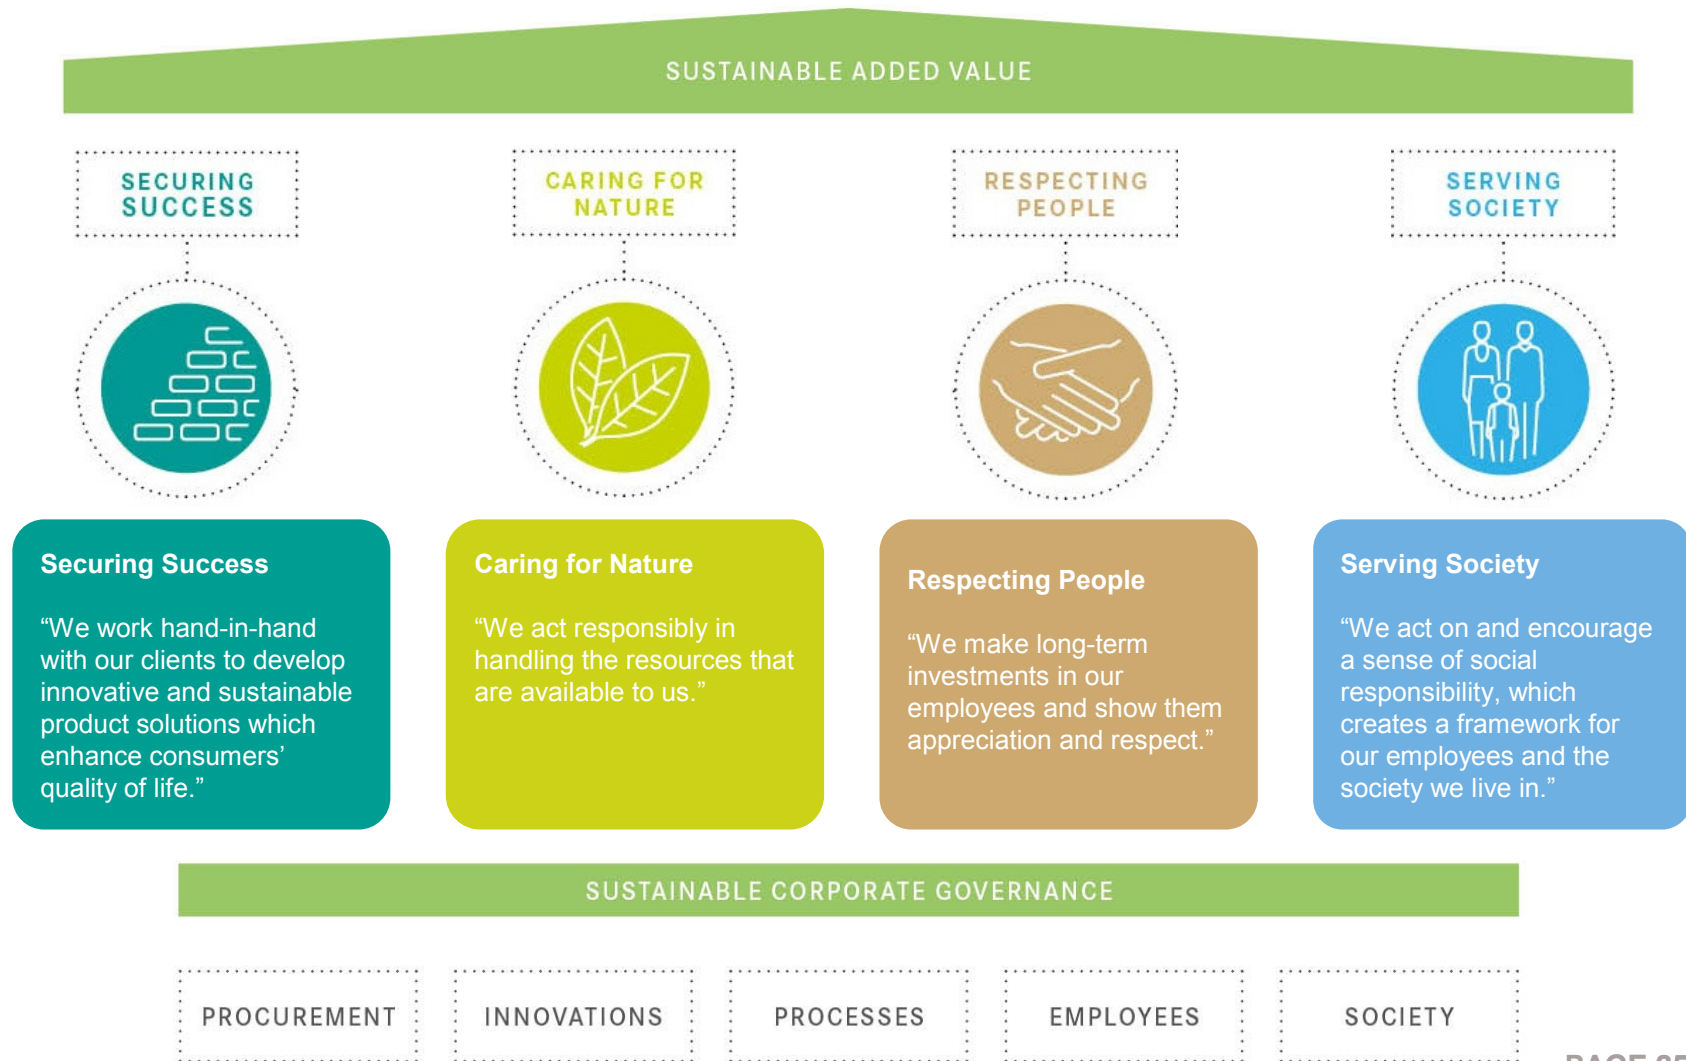 SUSTAINABLE ADDED VALUE
SECURING
SUCCESS
CARING FOR
NATURE
RESPECTING
PEOPLE
SERVING
SOCIETY
Securing Success
“We work hand-in-hand
with our clients to develop
innovative and sustainable
product solutions which
enhance consumers’
quality of life.”
Caring for Nature
“We act responsibly in
handling the resources that
are available to us.”
Respecting People
“We make long-term
investments in our
employees and show them
appreciation and respect.”
Serving Society
“We act on and encourage
a sense of social
responsibility, which
creates a framework for
our employees and the
society we live in.”
SUSTAINABLE CORPORATE GOVERNANCE
PROCUREMENT
INNOVATIONS
PROCESSES
EMPLOYEES
SOCIETY
PAGE